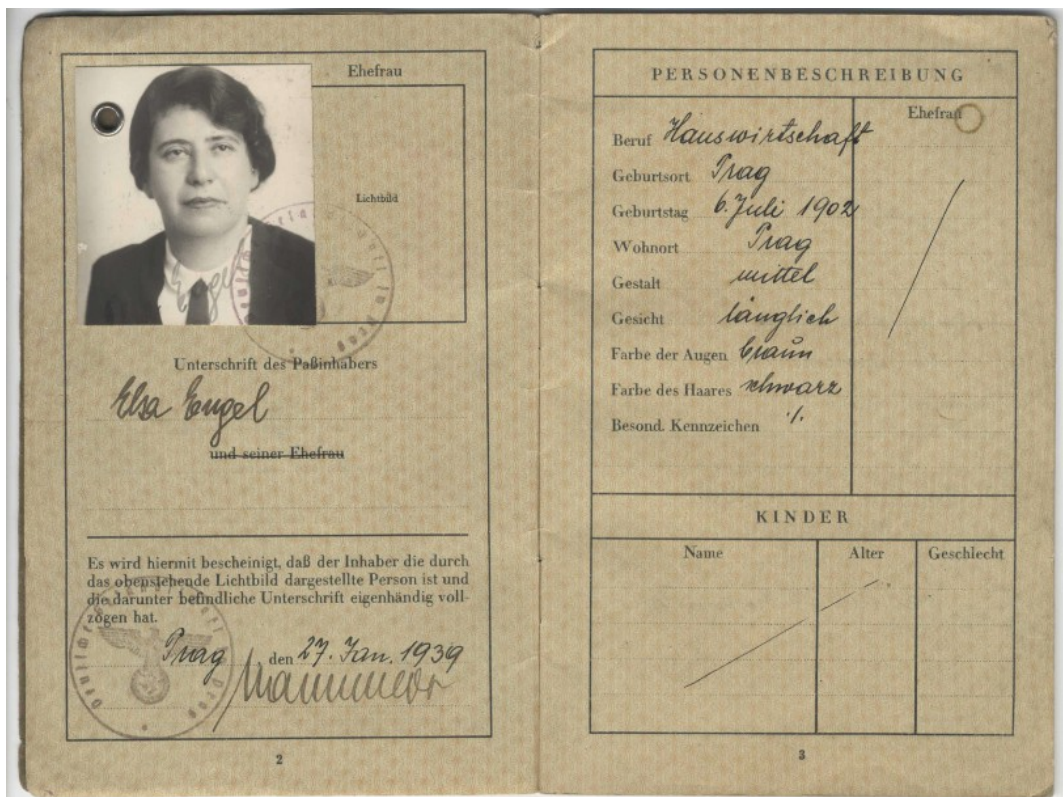 Ehefrau
Lichtbild
Engel
Unterschrift des Paßinhabers
Elsa Engel
und seiner Ehefrau
Es wird hiermit bescheinigt, daß der Inhaber die durch
das obenstehende Lichtbild dargestellte Person ist und
die darunter befindliche Unterschrift eigenhändig voll-
zogen hat.
Prag den 27. Jan. 1939
2
PERSONENBESCHREIBUNG
Ehefrau
Beruf Hauswirtschaft
Geburtsort Prag
Geburtstag 6. Juli 1902
Wohnort Prag
Gestalt mittel
Gesicht länglich
Farbe der Augen braun
Farbe des Haares schwarz
Besond. Kennzeichen ·/.
KINDER
Name Alter Geschlecht
3